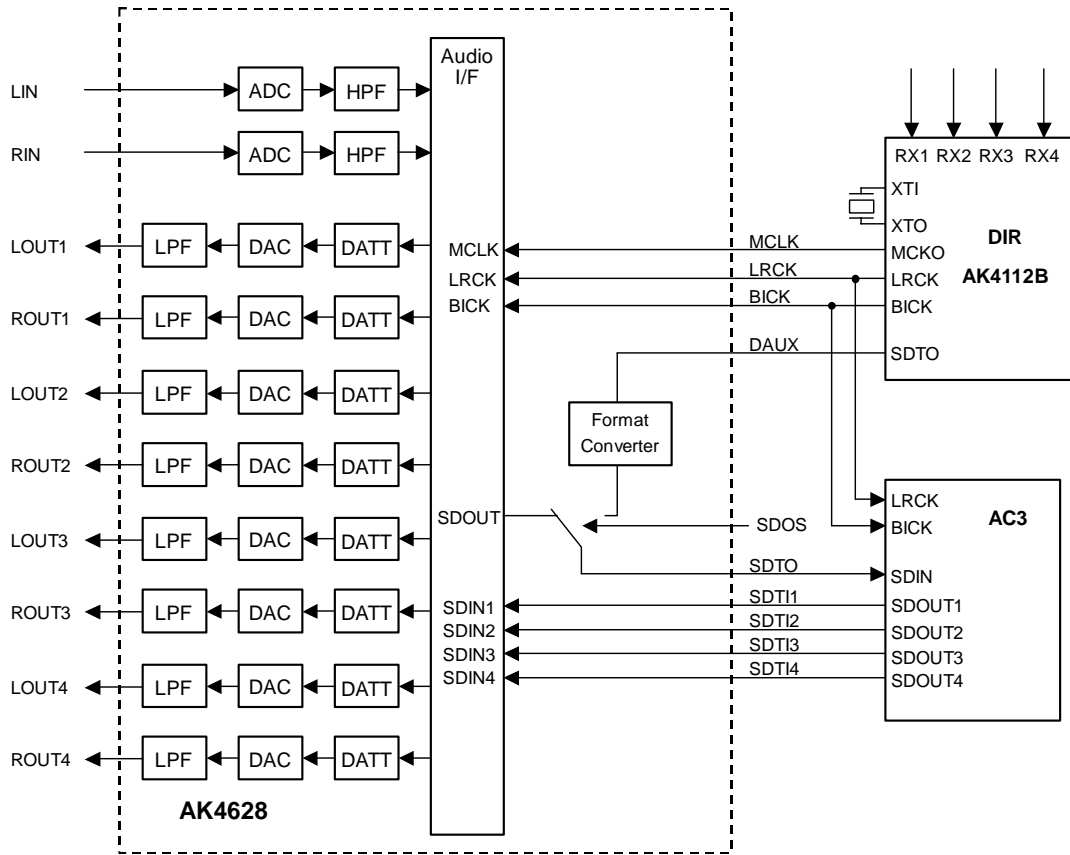 Audio
I/F
LIN
ADC
HPF
RIN
ADC
HPF
RX1 RX2 RX3 RX4
XTI
XTO
DIR
AK4112B
MCKO
LRCK
BICK
SDTO
MCLK
LRCK
BICK
DAUX
MCLK
LRCK
BICK
LOUT1
LPF
DAC
DATT
ROUT1
LPF
DAC
DATT
LOUT2
LPF
DAC
DATT
ROUT2
LPF
DAC
DATT
LOUT3
LPF
DAC
DATT
ROUT3
LPF
DAC
DATT
LOUT4
LPF
DAC
DATT
ROUT4
LPF
DAC
DATT
Format
Converter
SDOUT
SDOS
SDTO
SDIN1
SDIN2
SDIN3
SDIN4
SDTI1
SDTI2
SDTI3
SDTI4
LRCK
BICK
AC3
SDIN
SDOUT1
SDOUT2
SDOUT3
SDOUT4
AK4628